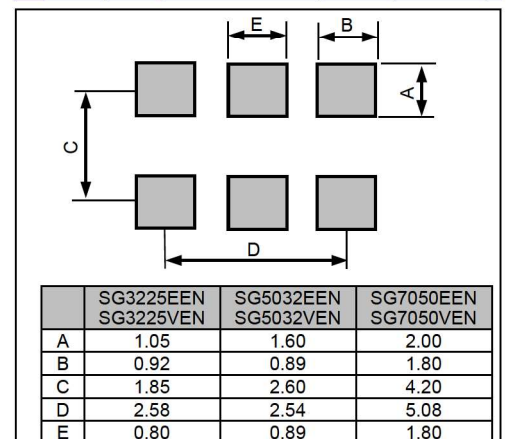 E
B
A
C
D
SG3225EEN SG5032EEN SG7050EEN
SG3225VEN SG5032VEN SG7050VEN
A 1.05 1.60 2.00
B 0.92 0.89 1.80
C 1.85 2.60 4.20
D 2.58 2.54 5.08
E 0.80 0.89 1.80